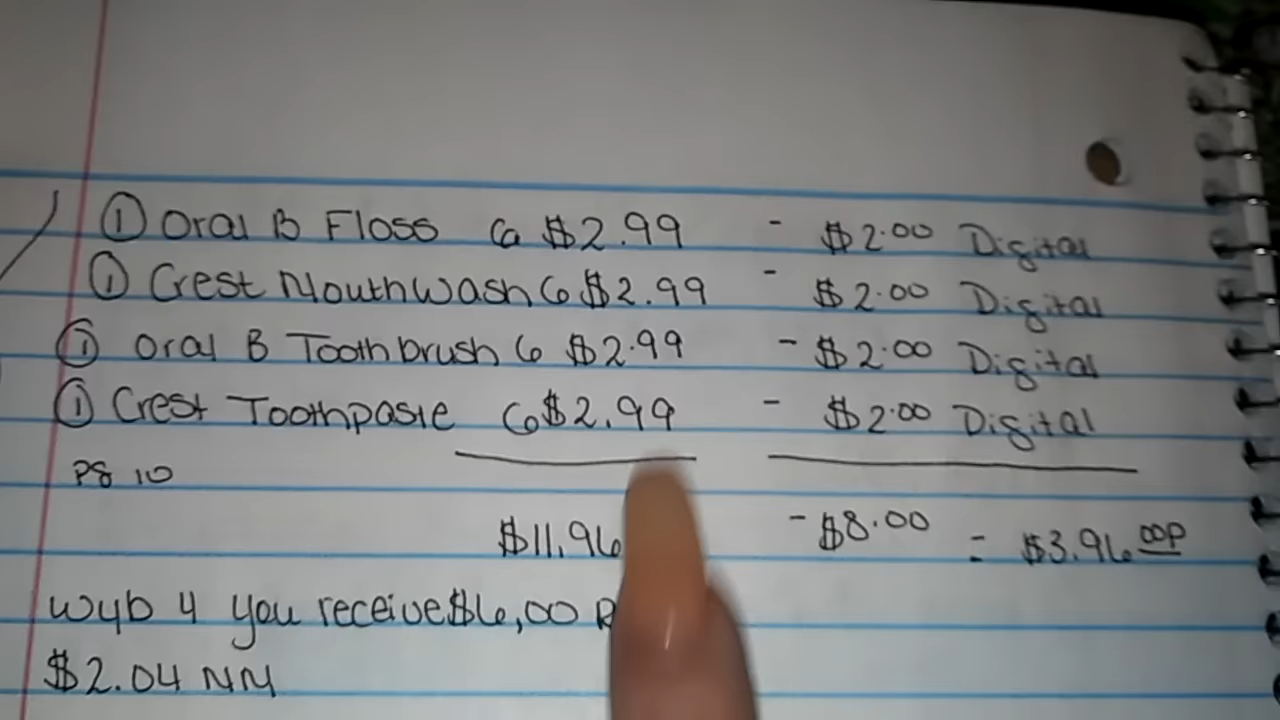 ① Oral B Floss @ $2.99 - $2.00 Digital
① Crest Mouthwash @ $2.99 - $2.00 Digital
① Oral B Toothbrush @ $2.99 - $2.00 Digital
① Crest Toothpaste @ $2.99 - $2.00 Digital
Pg 10
$11.96 - $8.00 = $3.96 OOP
Wyb 4 you receive $6,00
$2.04 MM